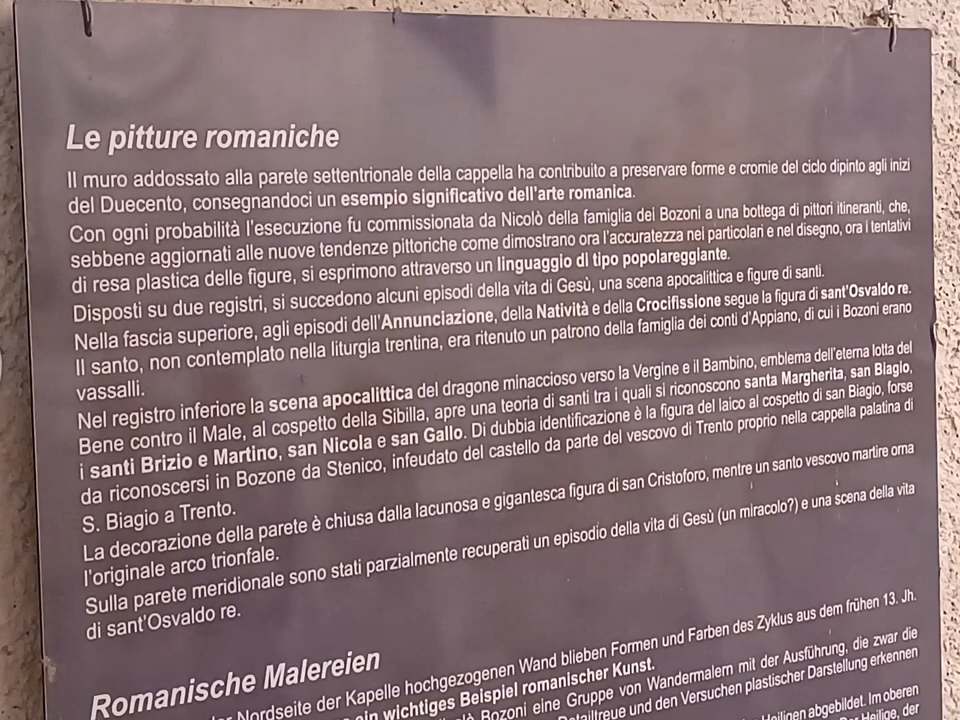 Le pitture romaniche
Il muro addossato alla parete settentrionale della cappella ha contribuito a preservare forme e cromie del ciclo dipinto agli inizi
del Duecento, consegnandoci un esempio significativo dell'arte romanica.
Con ogni probabilità l'esecuzione fu commissionata da Nicolò della famiglia dei Bozoni a una bottega di pittori itineranti, che,
sebbene aggiornati alle nuove tendenze pittoriche come dimostrano ora l'accuratezza nei particolari e nel disegno, ora i tentativi
di resa plastica delle figure, si esprimono attraverso un linguaggio di tipo popolareggiante.
Disposti su due registri, si succedono alcuni episodi della vita di Gesù, una scena apocalittica e figure di santi.
Nella fascia superiore, agli episodi dell'Annunciazione, della Natività e della Crocifissione segue la figura di sant'Osvaldo re.
Il santo, non contemplato nella liturgia trentina, era ritenuto un patrono della famiglia dei conti d'Appiano, di cui i Bozoni erano
vassalli.
Nel registro inferiore la scena apocalittica del dragone minaccioso verso la Vergine e il Bambino, emblema dell'eterna lotta del
Bene contro il Male, al cospetto della Sibilla, apre una teoria di santi tra i quali si riconoscono santa Margherita, san Biagio,
i santi Brizio e Martino, san Nicola e san Gallo. Di dubbia identificazione è la figura del laico al cospetto di san Biagio, forse
da riconoscersi in Bozone da Stenico, infeudato del castello da parte del vescovo di Trento proprio nella cappella palatina di
S. Biagio a Trento.
La decorazione della parete è chiusa dalla lacunosa e gigantesca figura di san Cristoforo, mentre un santo vescovo martire orna
l'originale arco trionfale.
Sulla parete meridionale sono stati parzialmente recuperati un episodio della vita di Gesù (un miracolo?) e una scena della vita
di sant'Osvaldo re.
Romanische Malereien
Nordseite der Kapelle hochgezogenen Wand blieben Formen und Farben des Zyklus aus dem frühen 13. Jh.
ein wichtiges Beispiel romanischer Kunst.
Bozoni eine Gruppe von Wandermalern mit der Ausführung, die zwar die
Detailtreue und den Versuchen plastischer Darstellung erkennen
Heiligen abgebildet. Im oberen
Heilige, der